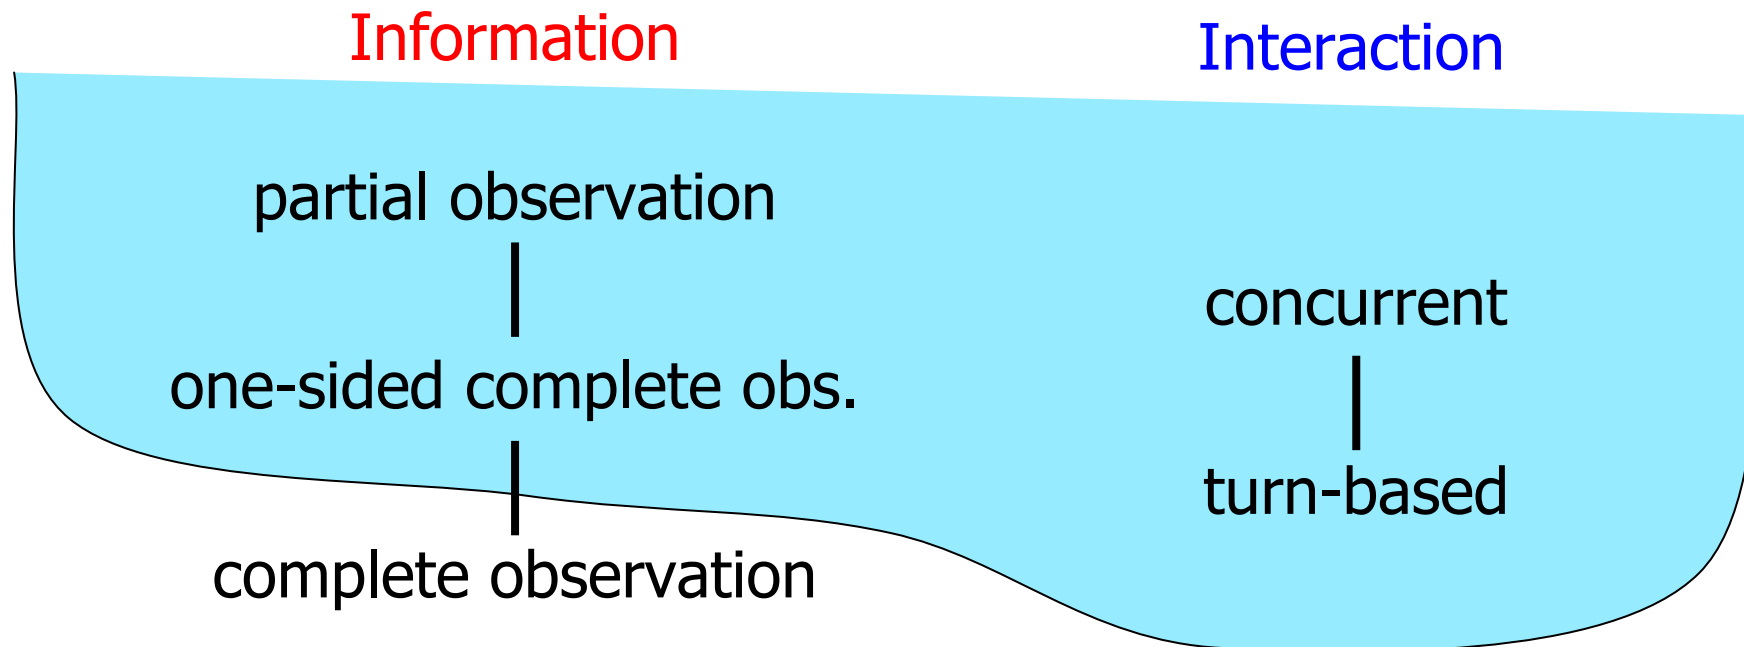 Information
Interaction
partial observation
concurrent
one-sided complete obs.
turn-based
complete observation